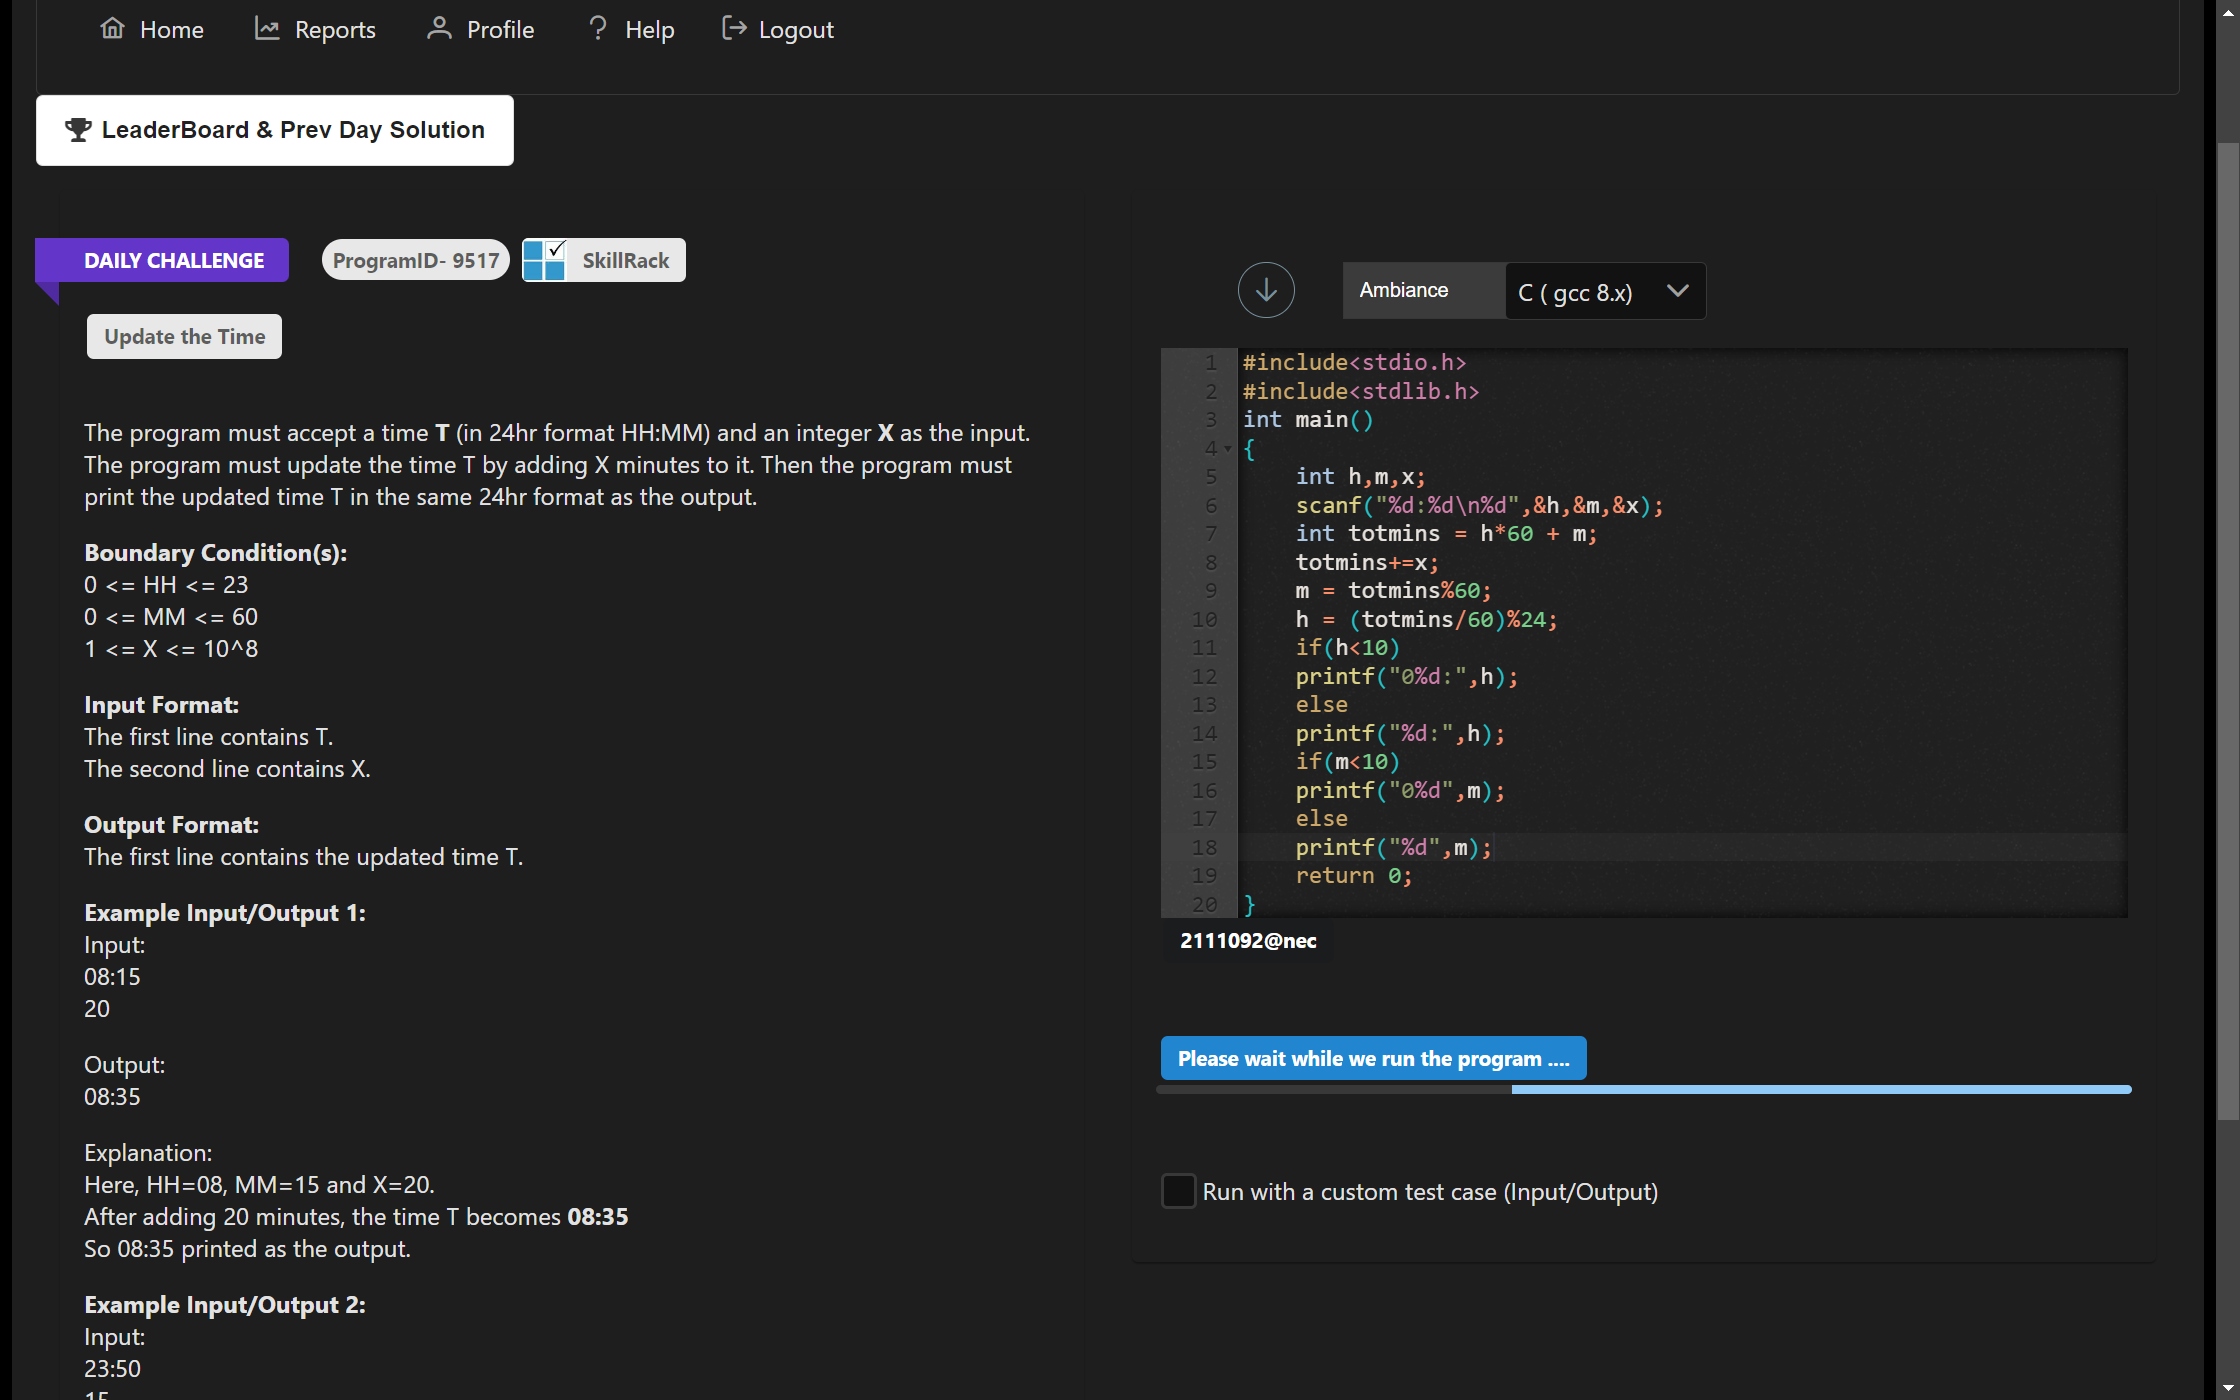 Home Reports Profile ? Help Logout
LeaderBoard & Prev Day Solution
DAILY CHALLENGE ProgramID- 9517 SkillRack
Update the Time
The program must accept a time T (in 24hr format HH:MM) and an integer X as the input.
The program must update the time T by adding X minutes to it. Then the program must
print the updated time T in the same 24hr format as the output.
Boundary Condition(s):
0 <= HH <= 23
0 <= MM <= 60
1 <= X <= 10^8
Input Format:
The first line contains T.
The second line contains X.
Output Format:
The first line contains the updated time T.
Example Input/Output 1:
Input:
08:15
20
Output:
08:35
Explanation:
Here, HH=08, MM=15 and X=20.
After adding 20 minutes, the time T becomes 08:35
So 08:35 printed as the output.
Example Input/Output 2:
Input:
23:50
15
Ambiance C ( gcc 8.x)
1 #include<stdio.h>
2 #include<stdlib.h>
3 int main()
4 {
5 int h,m,x;
6 scanf("%d:%d\n%d",&h,&m,&x);
7 int totmins = h*60 + m;
8 totmins+=x;
9 m = totmins%60;
10 h = (totmins/60)%24;
11 if(h<10)
12 printf("0%d:",h);
13 else
14 printf("%d:",h);
15 if(m<10)
16 printf("0%d",m);
17 else
18 printf("%d",m);
19 return 0;
20 }
2111092@nec
Please wait while we run the program ....
Run with a custom test case (Input/Output)